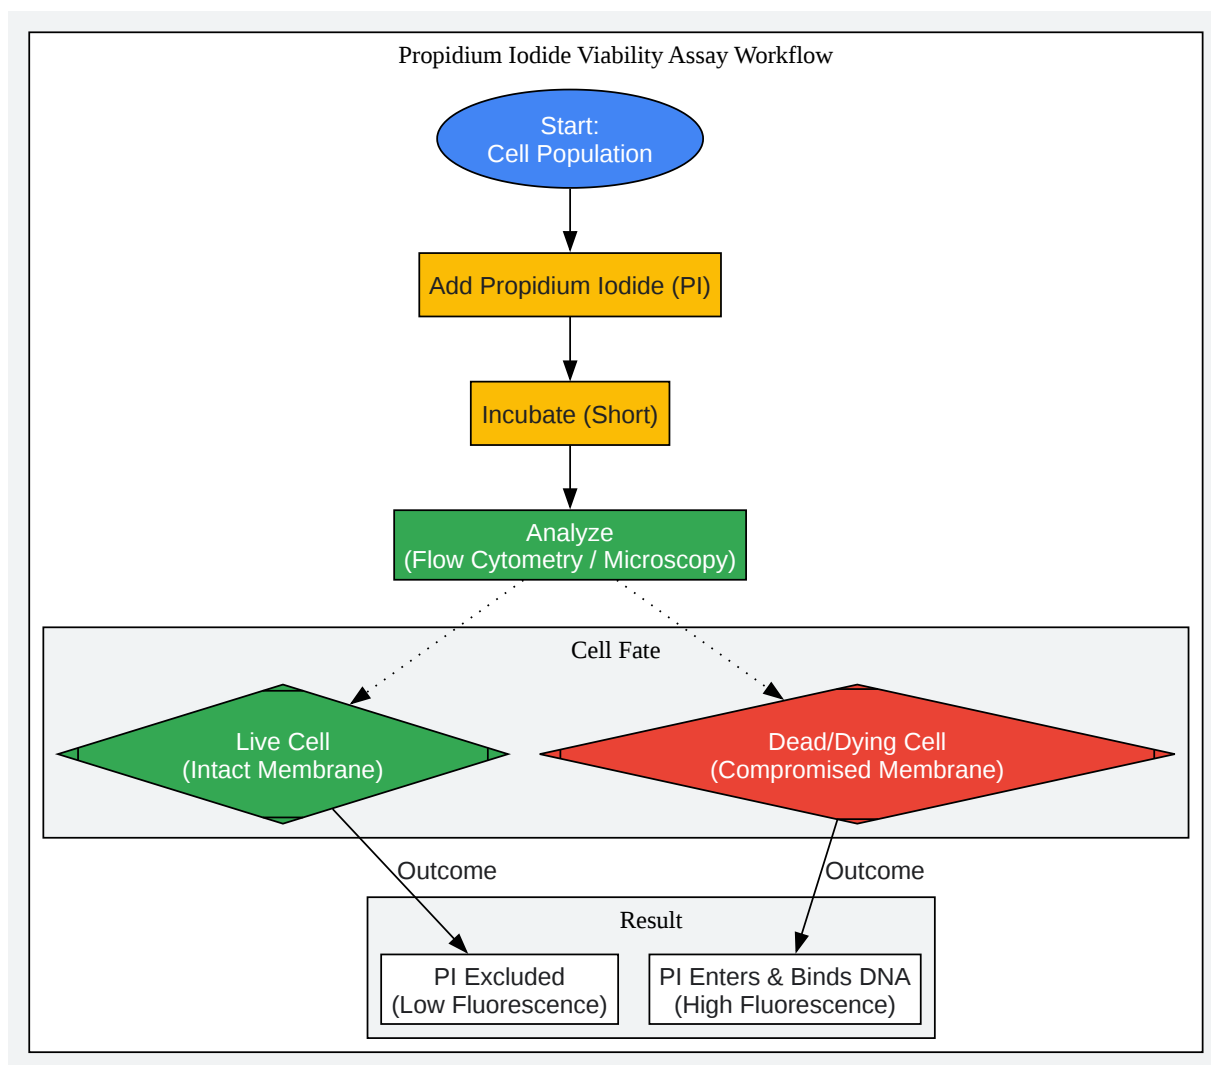 Propidium Iodide Viability Assay Workflow
Start:
Cell Population
Add Propidium Iodide (PI)
Incubate (Short)
Analyze
(Flow Cytometry / Microscopy)
Cell Fate
Live Cell
(Intact Membrane)
Dead/Dying Cell
(Compromised Membrane)
Outcome
Outcome
Result
PI Excluded
(Low Fluorescence)
PI Enters & Binds DNA
(High Fluorescence)